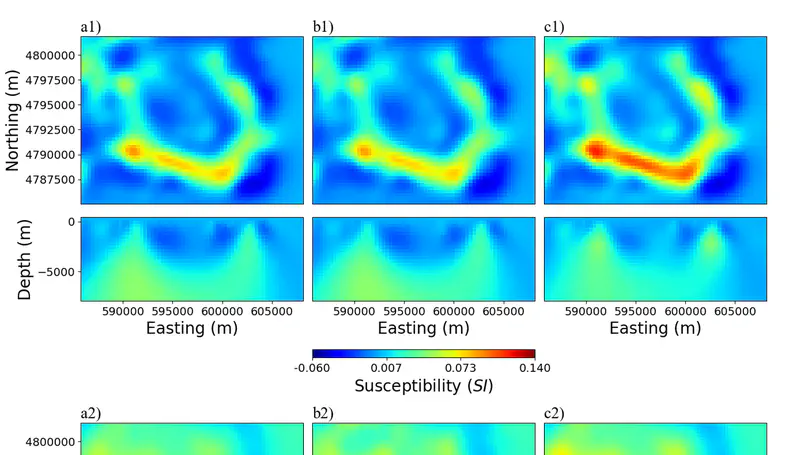 a1) b1) c1)
4800000
4797500
4795000
4792500
4790000
4787500
Northing (m)
0
−5000
Depth (m)
590000 595000 600000 605000 590000 595000 600000 605000 590000 595000 600000 605000
Easting (m) Easting (m) Easting (m)
-0.060 0.007 0.073 0.140
Susceptibility (SI)
a2) b2) c2)
4800000